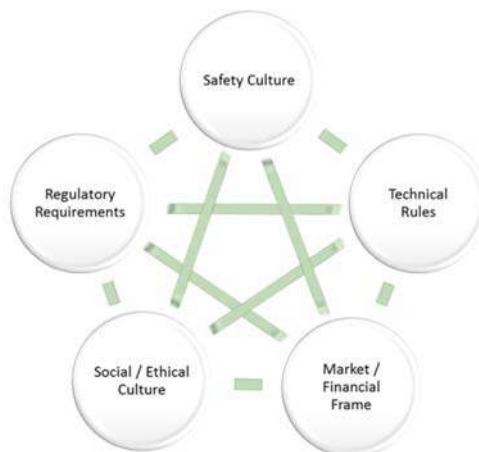 Safety Culture
Regulatory
Requirements
Technical
Rules
Social / Ethical
Culture
Market /
Financial
Frame